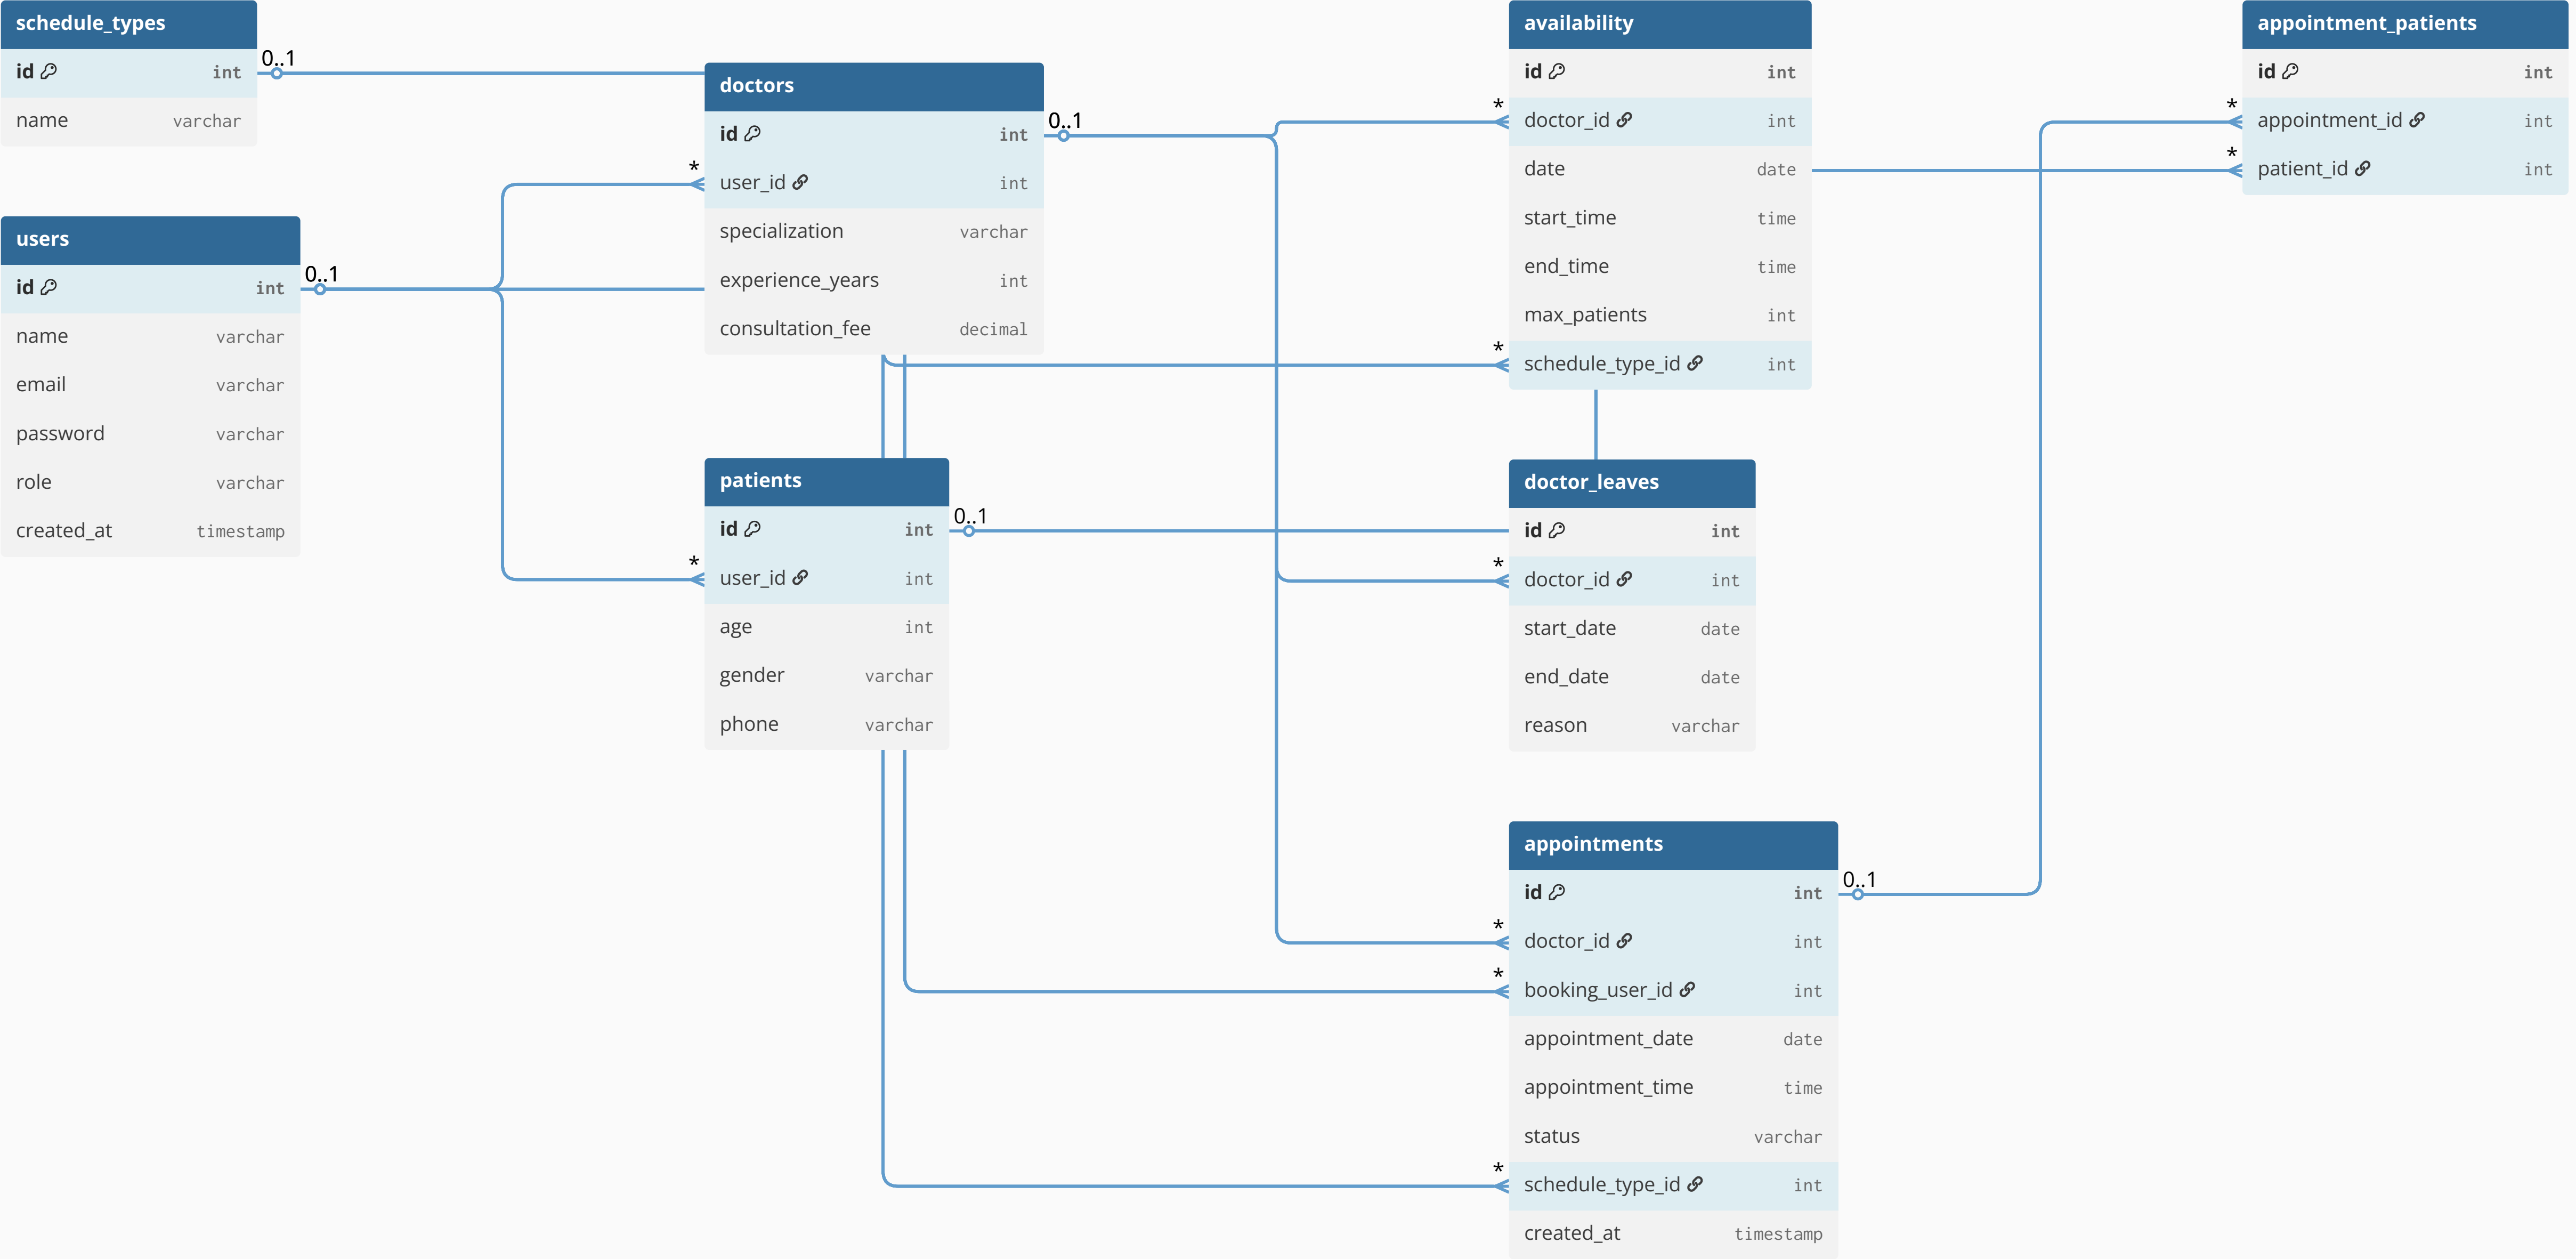 schedule_types
id int
name varchar
0..1
users
id int
name varchar
email varchar
password varchar
role varchar
created_at timestamp
0..1
doctors
id int
* user_id int
specialization varchar
experience_years int
consultation_fee decimal
0..1
patients
id int
* user_id int
age int
gender varchar
phone varchar
0..1
availability
id int
* doctor_id int
date date
start_time time
end_time time
max_patients int
* schedule_type_id int
doctor_leaves
id int
* doctor_id int
start_date date
end_date date
reason varchar
appointments
id int
* doctor_id int
* booking_user_id int
appointment_date date
appointment_time time
status varchar
* schedule_type_id int
created_at timestamp
0..1
appointment_patients
id int
* appointment_id int
* patient_id int